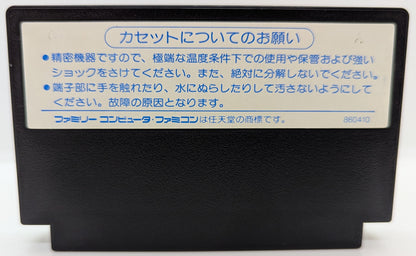 カセットについてのお願い
●精密機器ですので、極端な温度条件下での使用や保管および強い
ショックをさけてください。また、絶対に分解しないでください。
●端子部に手を触れたり、水にぬらしたりして汚さないようにして
ください。故障の原因となります。
ファミリーコンピュータ・ファミコンは任天堂の商標です。 860410